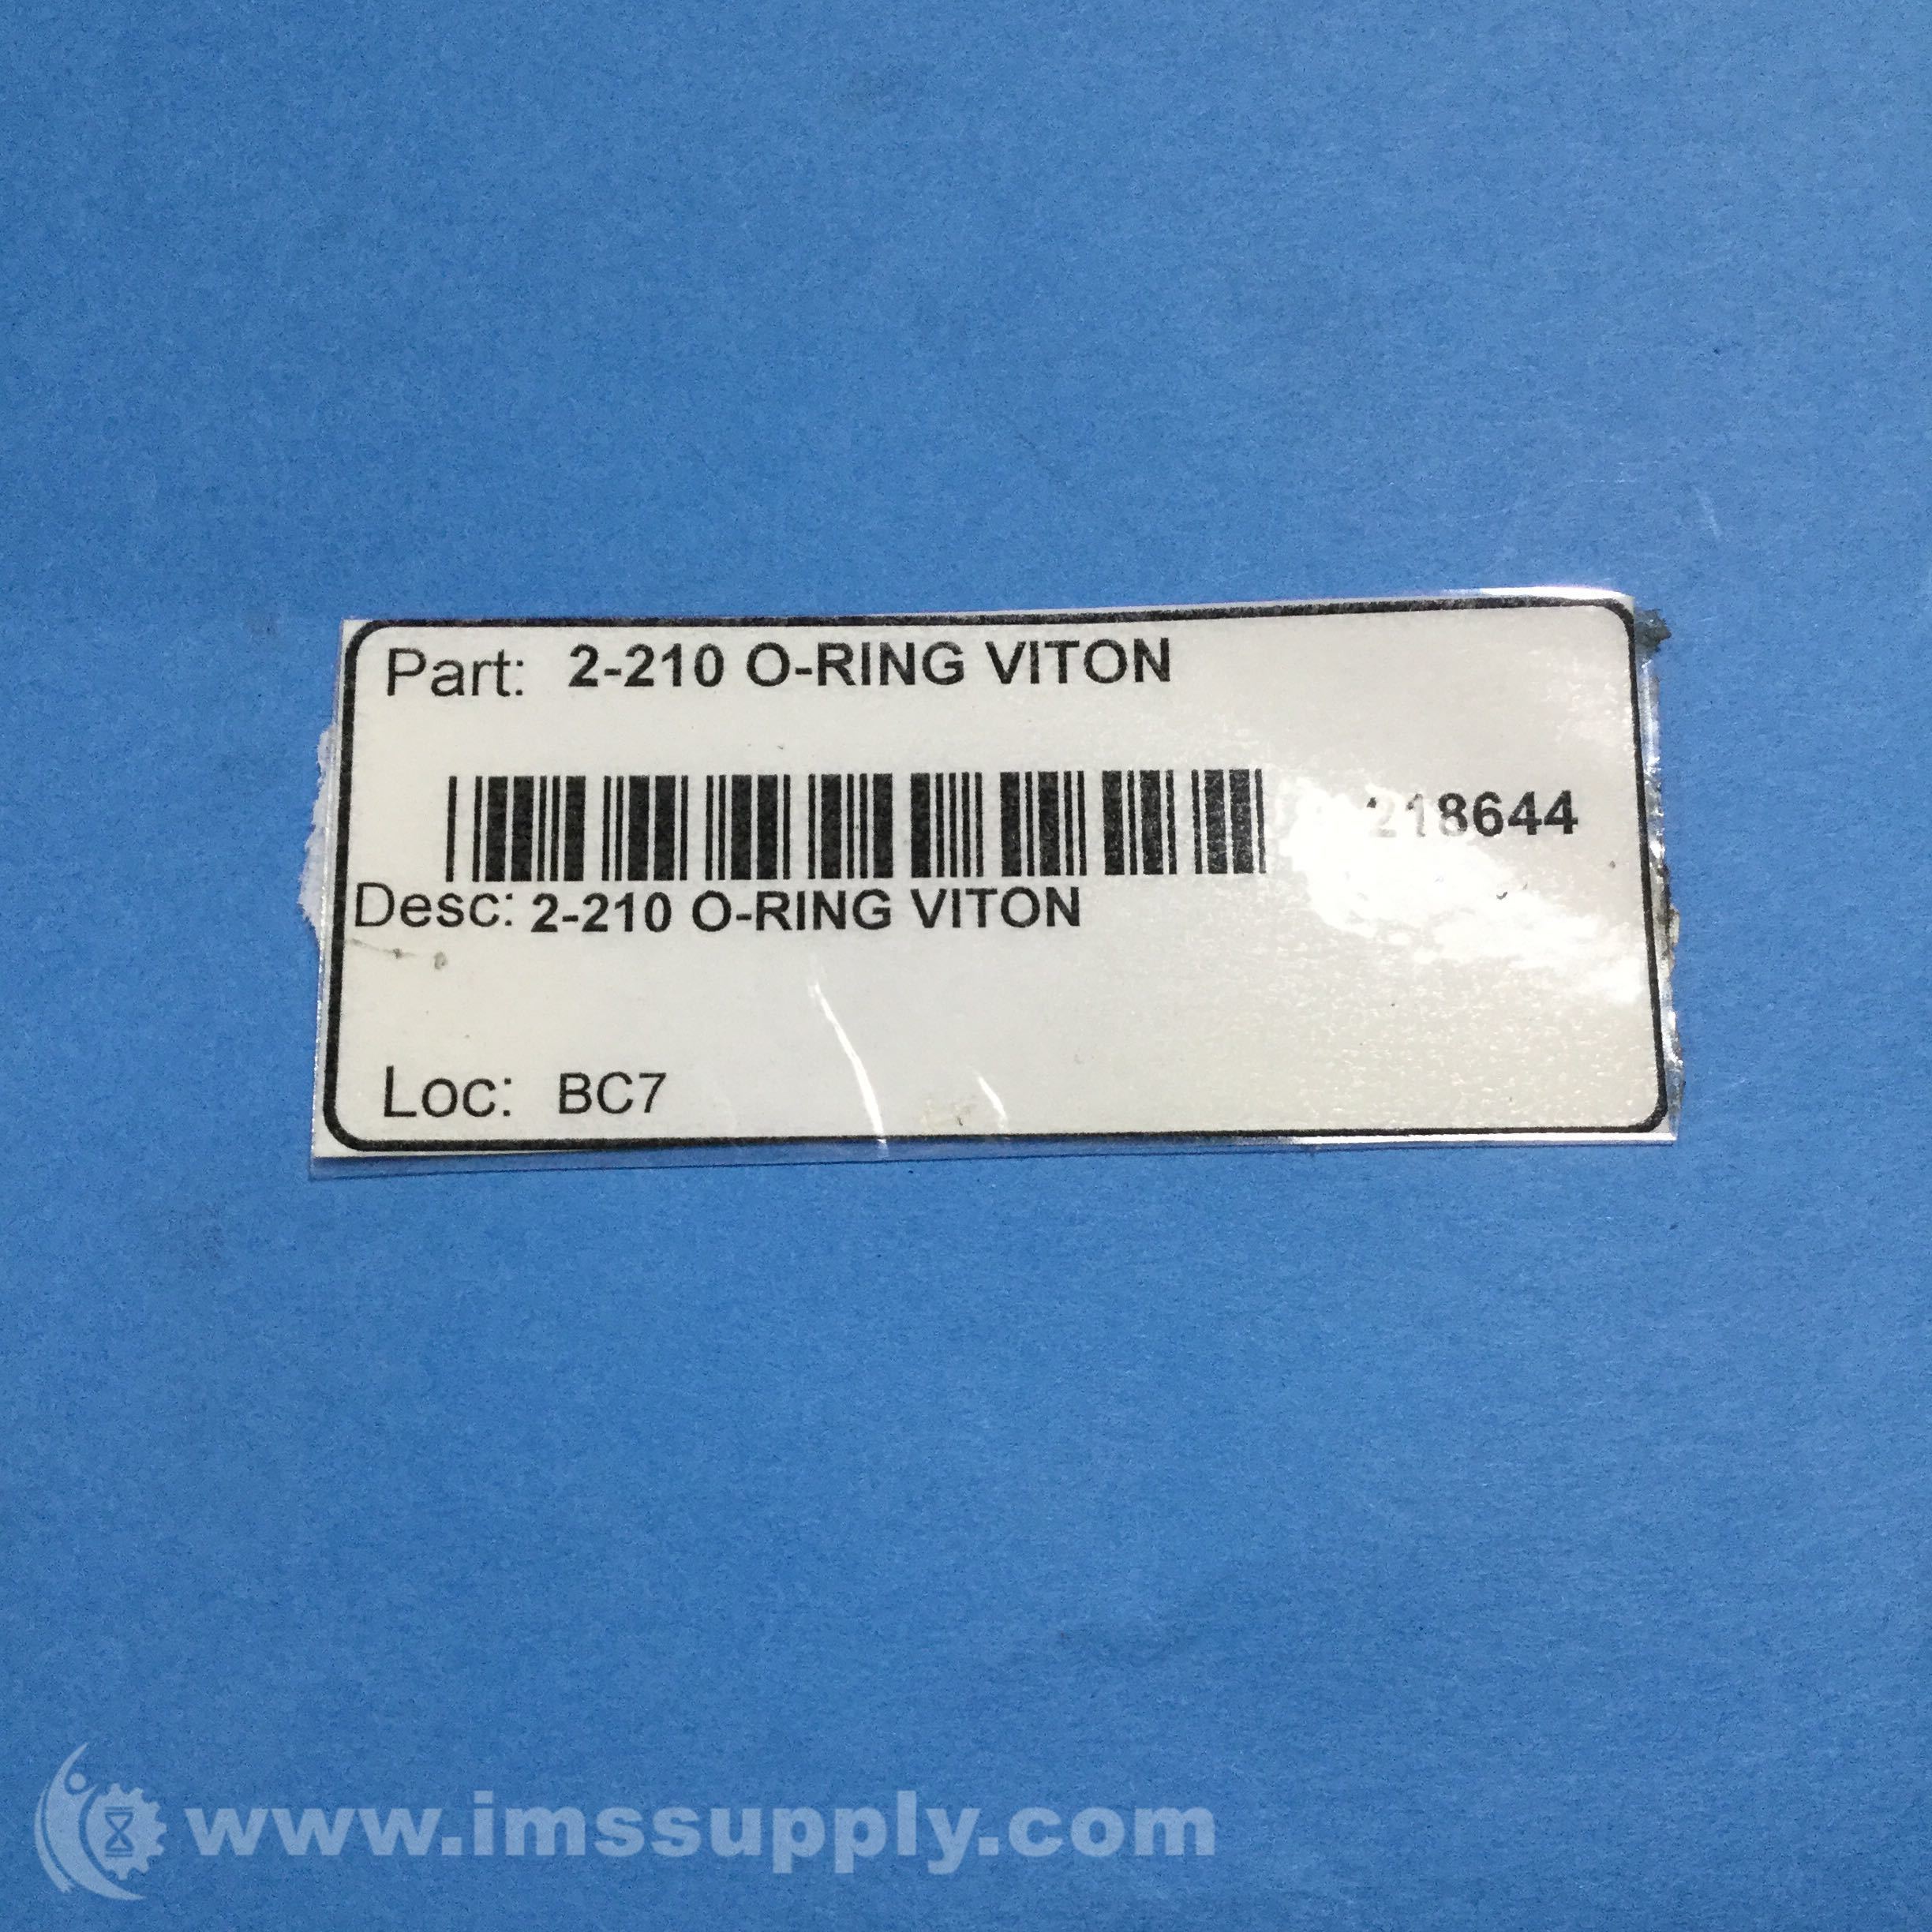 Part: 2-210 O-RING VITON
218644
Desc: 2-210 O-RING VITON
Loc: BC7
www.imssupply.com